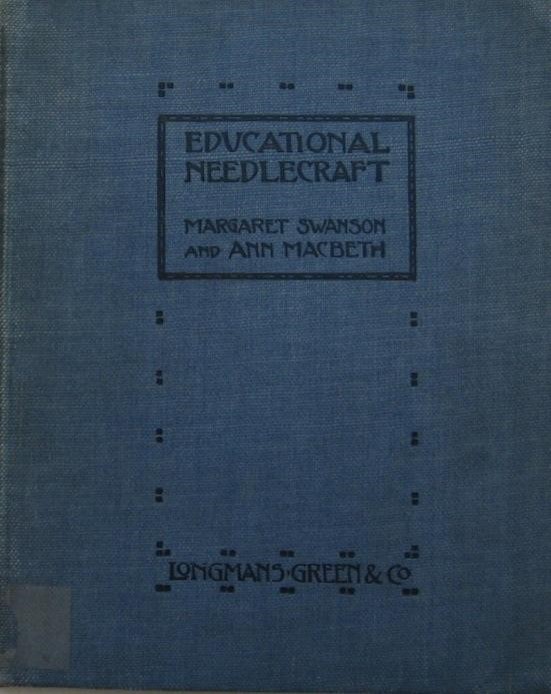 EDUCATIONAL
NEEDLECRAFT
MARGARET SWANSON
AND ANN MACBETH
LONGMANS·GREEN & Co